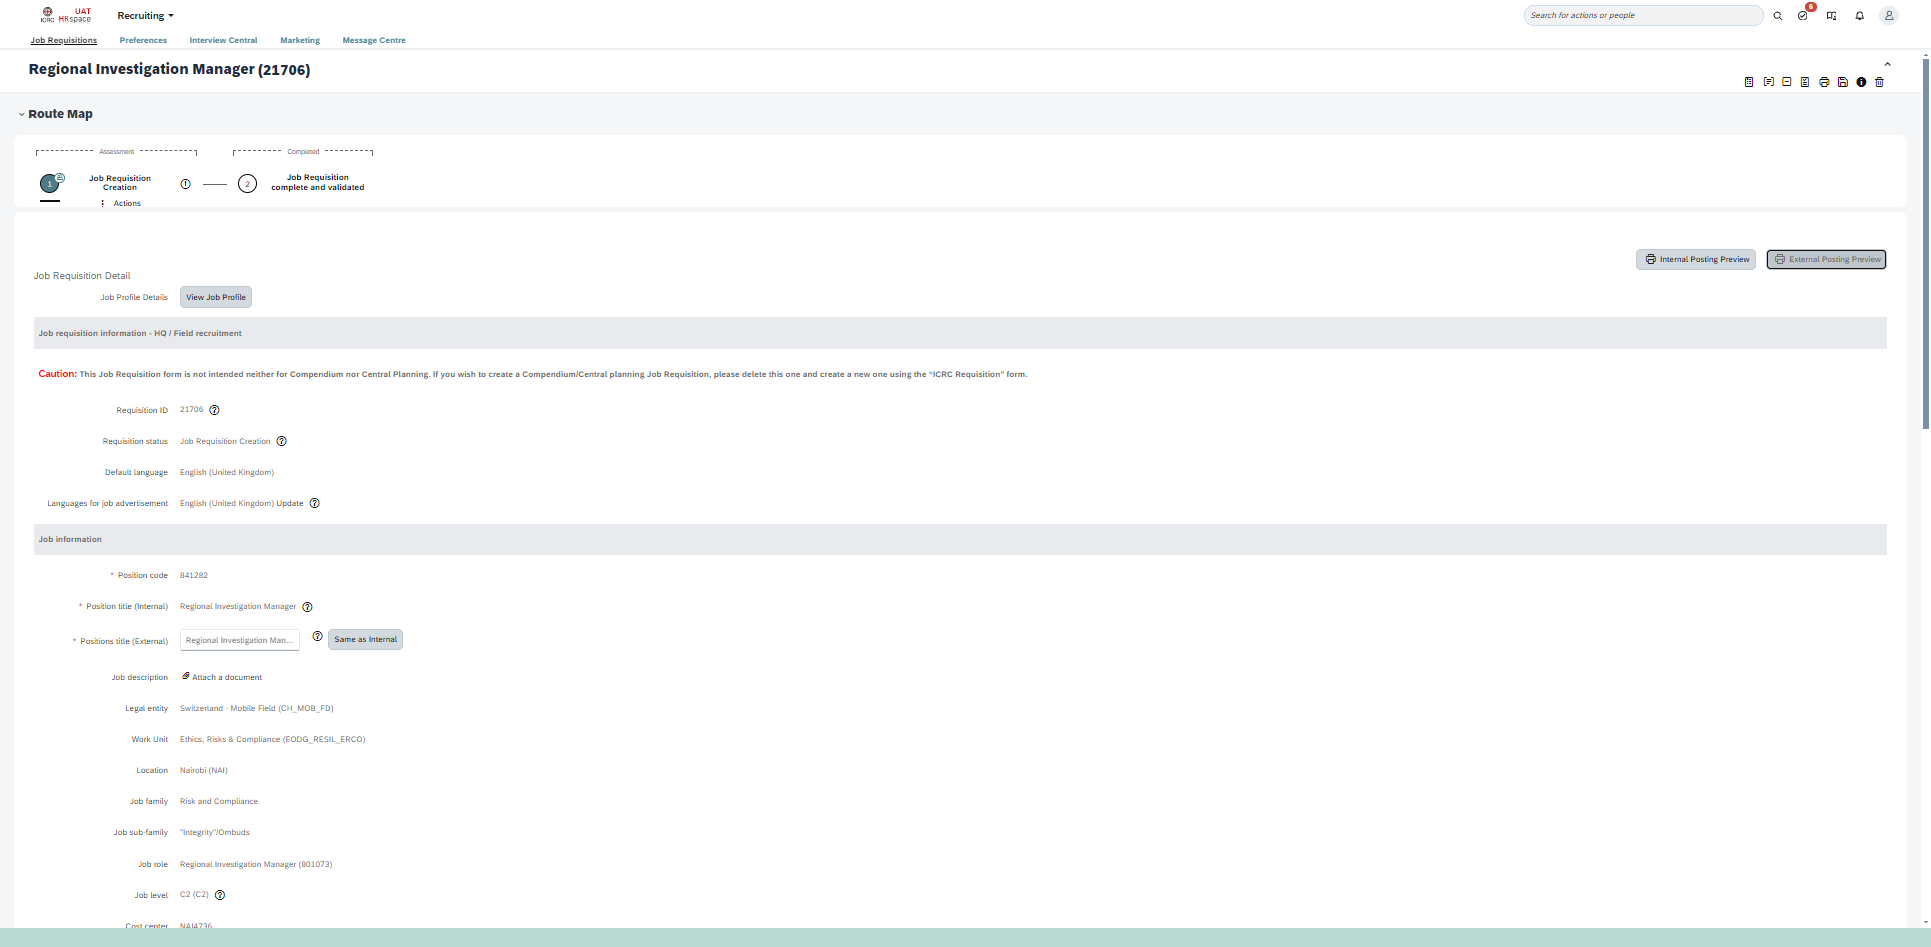 UAT
ICRC HRspace
Recruiting
Search for actions or people
6
Job Requisitions
Preferences
Interview Central
Marketing
Message Centre
Regional Investigation Manager (21706)
Route Map
Assessment
Completed
1
Job Requisition
Creation
1
2
Job Requisition
complete and validated
Actions
Internal Posting Preview
External Posting Preview
Job Requisition Detail
Job Profile Details View Job Profile
Job requisition information - HQ / Field recruitment
Caution: This Job Requisition form is not intended neither for Compendium nor Central Planning. If you wish to create a Compendium/Central planning Job Requisition, please delete this one and create a new one using the "ICRC Requisition" form.
Requisition ID 21706
Requisition status Job Requisition Creation
Default language English (United Kingdom)
Languages for job advertisement English (United Kingdom) Update
Job information
* Position code 841282
* Position title (Internal) Regional Investigation Manager
* Positions title (External) Regional Investigation Man... Same as Internal
Job description Attach a document
Legal entity Switzerland - Mobile Field (CH_MOB_FD)
Work Unit Ethics, Risks & Compliance (EODG_RESIL_ERCO)
Location Nairobi (NAI)
Job family Risk and Compliance
Job sub-family "Integrity"/Ombuds
Job role Regional Investigation Manager (801073)
Job level C2 (C2)
Cost center NAI4736